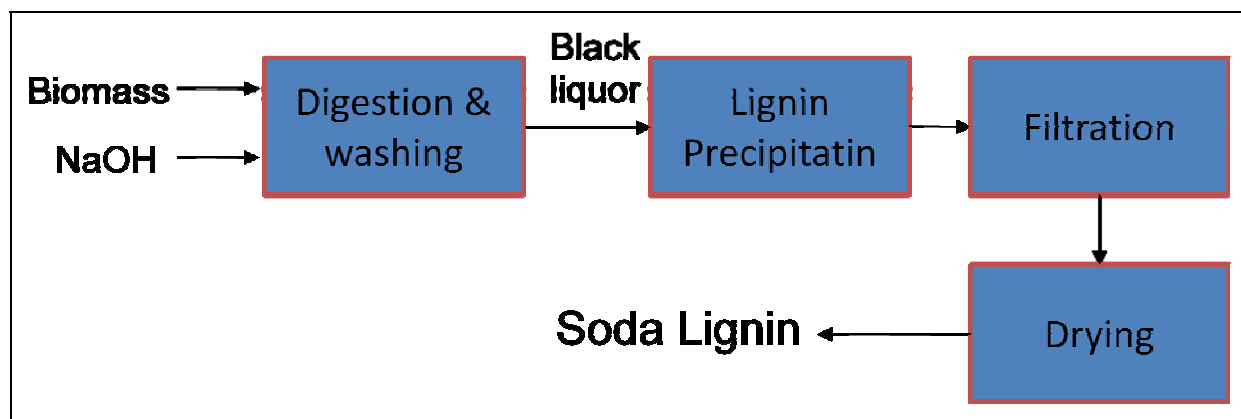 Biomass
NaOH
Digestion &
washing
Black
liquor
Lignin
Precipitatin
Filtration
Drying
Soda Lignin